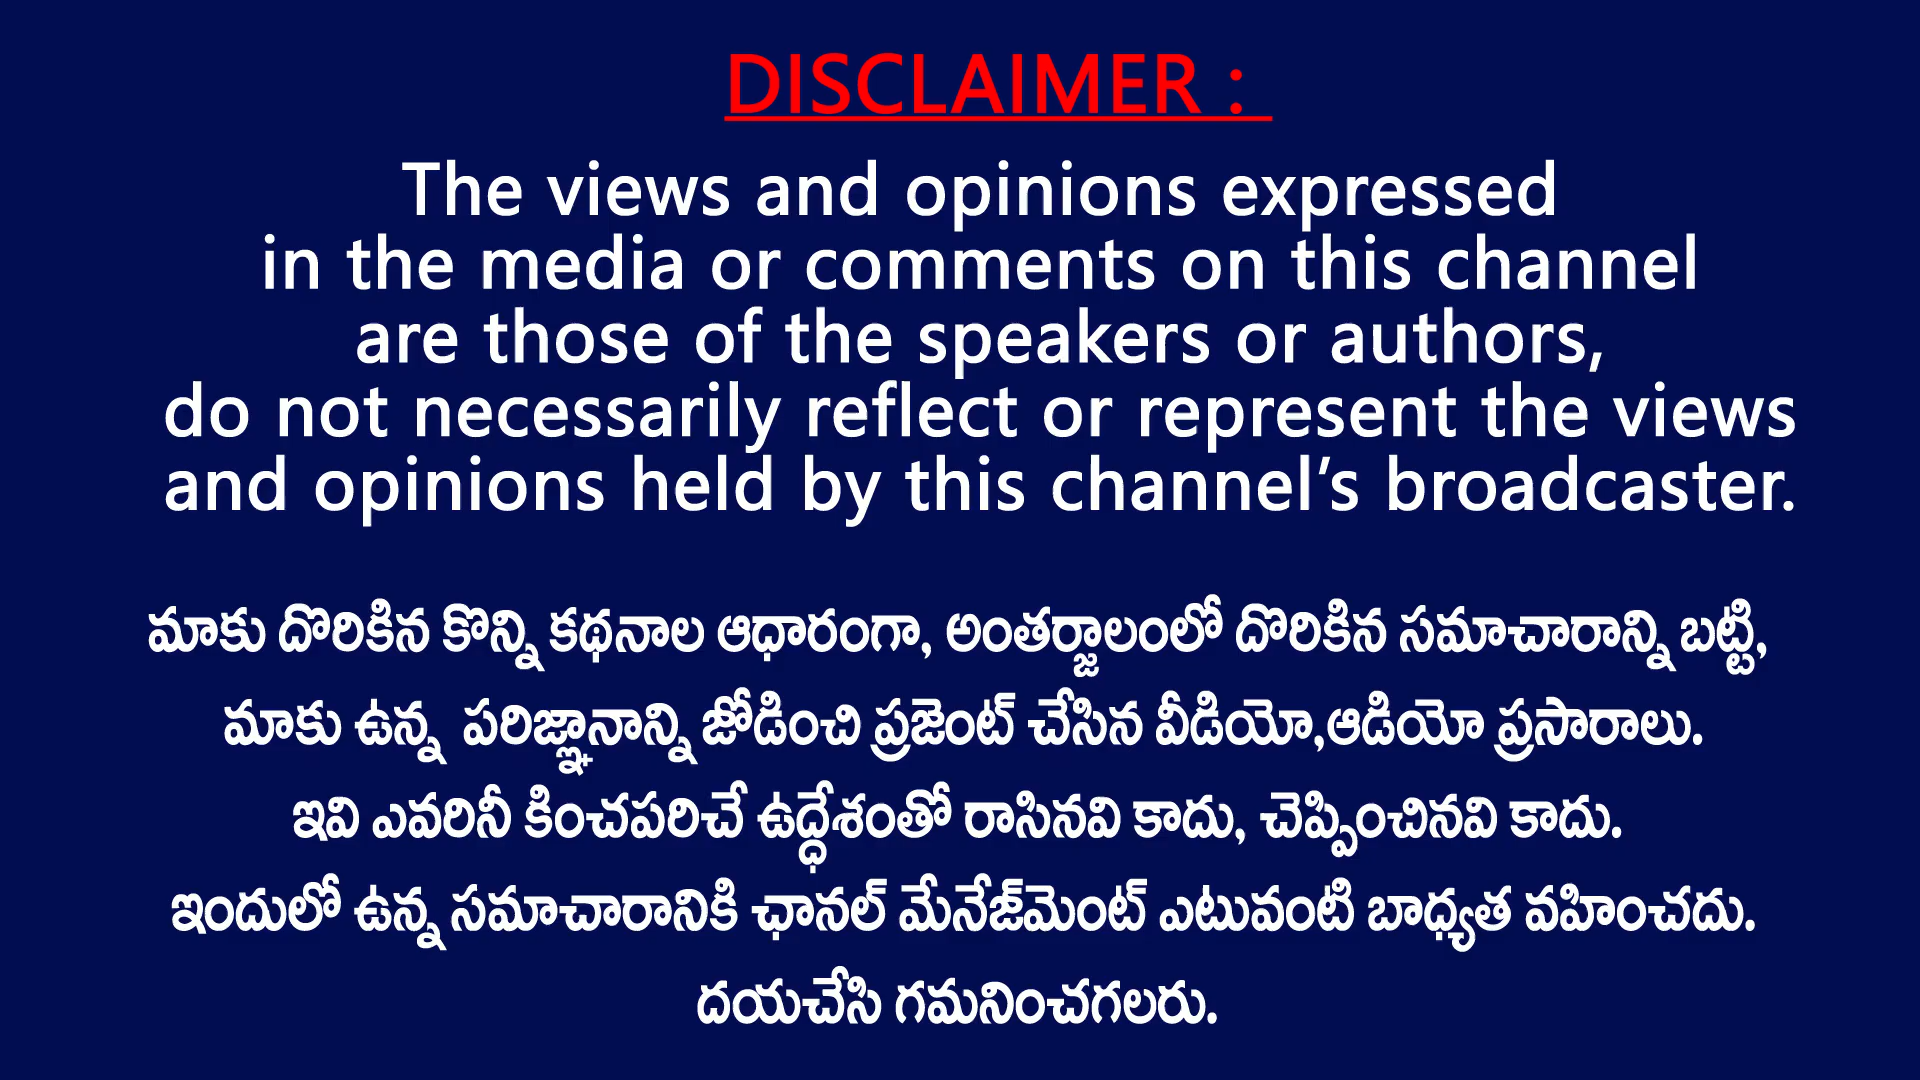 DISCLAIMER :
The views and opinions expressed
in the media or comments on this channel
are those of the speakers or authors,
do not necessarily reflect or represent the views
and opinions held by this channel’s broadcaster.
మాకు దొరికిన కొన్ని కథనాల ఆధారంగా, అంతర్జాలంలో దొరికిన సమాచారాన్ని బట్టి,
మాకు ఉన్న పరిజ్ఞానాన్ని జోడించి ప్రజెంట్ చేసిన వీడియో,ఆడియో ప్రసారాలు.
ఇవి ఎవరినీ కించపరిచే ఉద్ధేశంతో రాసినవి కాదు, చెప్పించినవి కాదు.
ఇందులో ఉన్న సమాచారానికి ఛానల్ మేనేజ్‌మెంట్ ఎటువంటి బాధ్యత వహించదు.
దయచేసి గమనించగలరు.